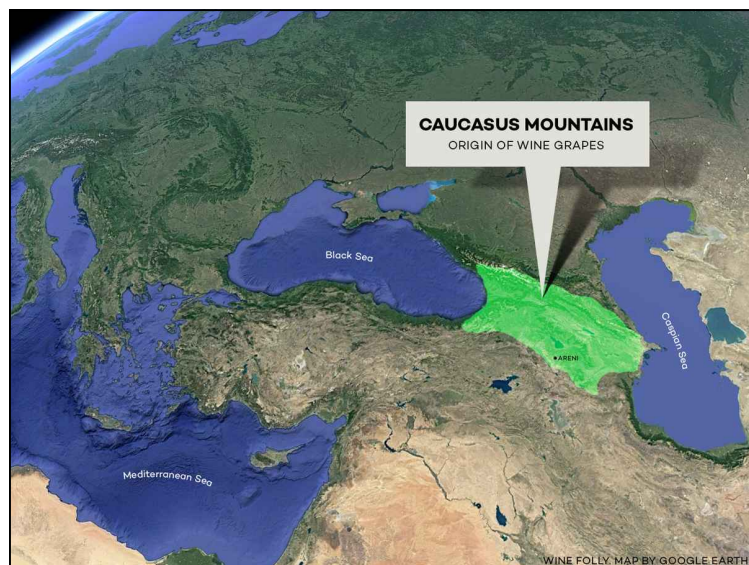 CAUCASUS MOUNTAINS
ORIGIN OF WINE GRAPES
Black Sea
Caspian Sea
ARENI
Mediterranean Sea
WINE FOLLY. MAP BY GOOGLE EARTH